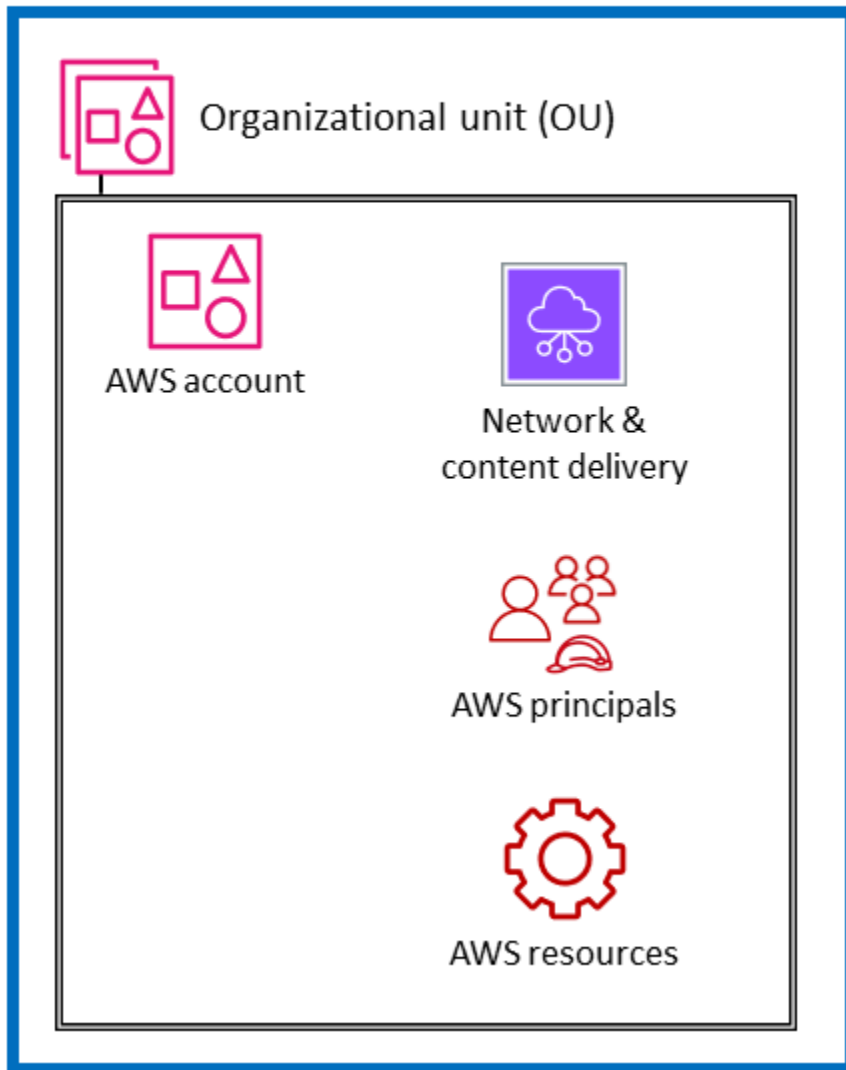 Organizational unit (OU)
AWS account
Network &
content delivery
AWS principals
AWS resources